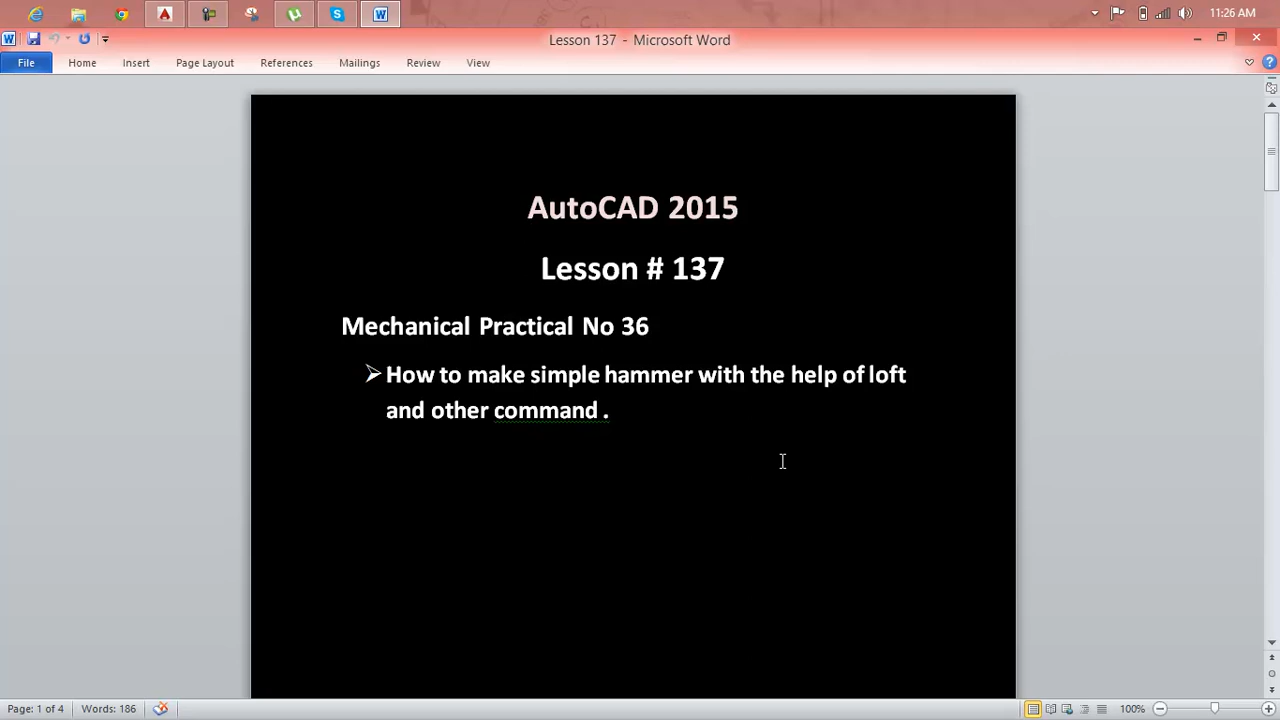 11:26 AM
Lesson 137 - Microsoft Word
File Home Insert Page Layout References Mailings Review View
AutoCAD 2015
Lesson # 137
Mechanical Practical No 36
How to make simple hammer with the help of loft
and other command .
Page: 1 of 4 Words: 186 100%